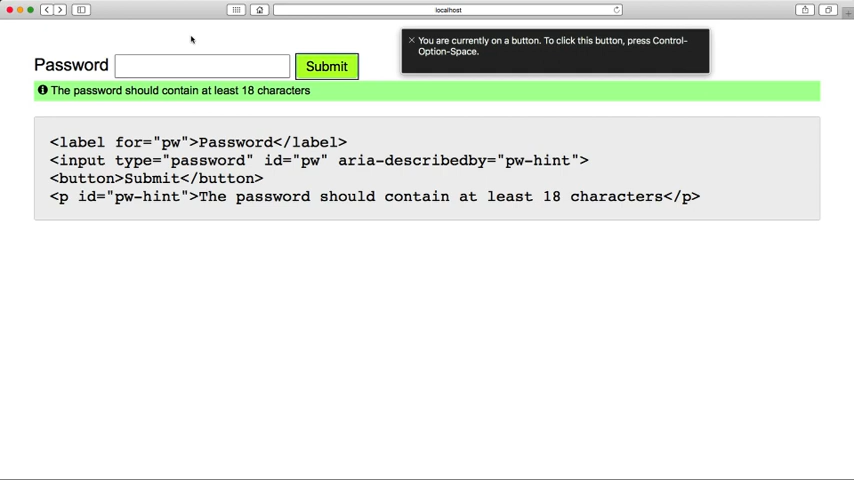 localhost
You are currently on a button. To click this button, press Control-
Option-Space.
Password
Submit
The password should contain at least 18 characters
<label for="pw">Password</label>
<input type="password" id="pw" aria-describedby="pw-hint">
<button>Submit</button>
<p id="pw-hint">The password should contain at least 18 characters</p>